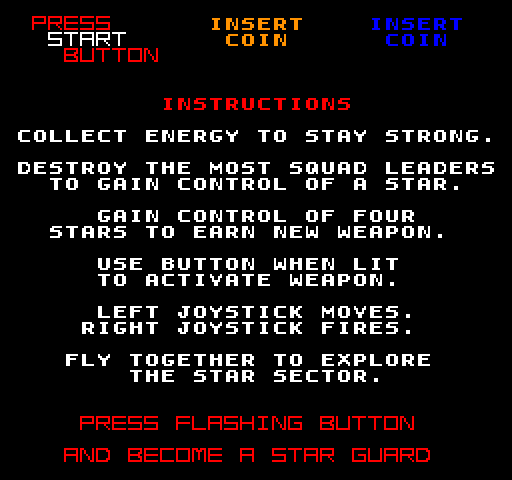 PRESS
START
BUTTON
INSERT
COIN
INSERT
COIN
INSTRUCTIONS
COLLECT ENERGY TO STAY STRONG.
DESTROY THE MOST SQUAD LEADERS
TO GAIN CONTROL OF A STAR.
GAIN CONTROL OF FOUR
STARS TO EARN NEW WEAPON.
USE BUTTON WHEN LIT
TO ACTIVATE WEAPON.
LEFT JOYSTICK MOVES.
RIGHT JOYSTICK FIRES.
FLY TOGETHER TO EXPLORE
THE STAR SECTOR.
PRESS FLASHING BUTTON
AND BECOME A STAR GUARD